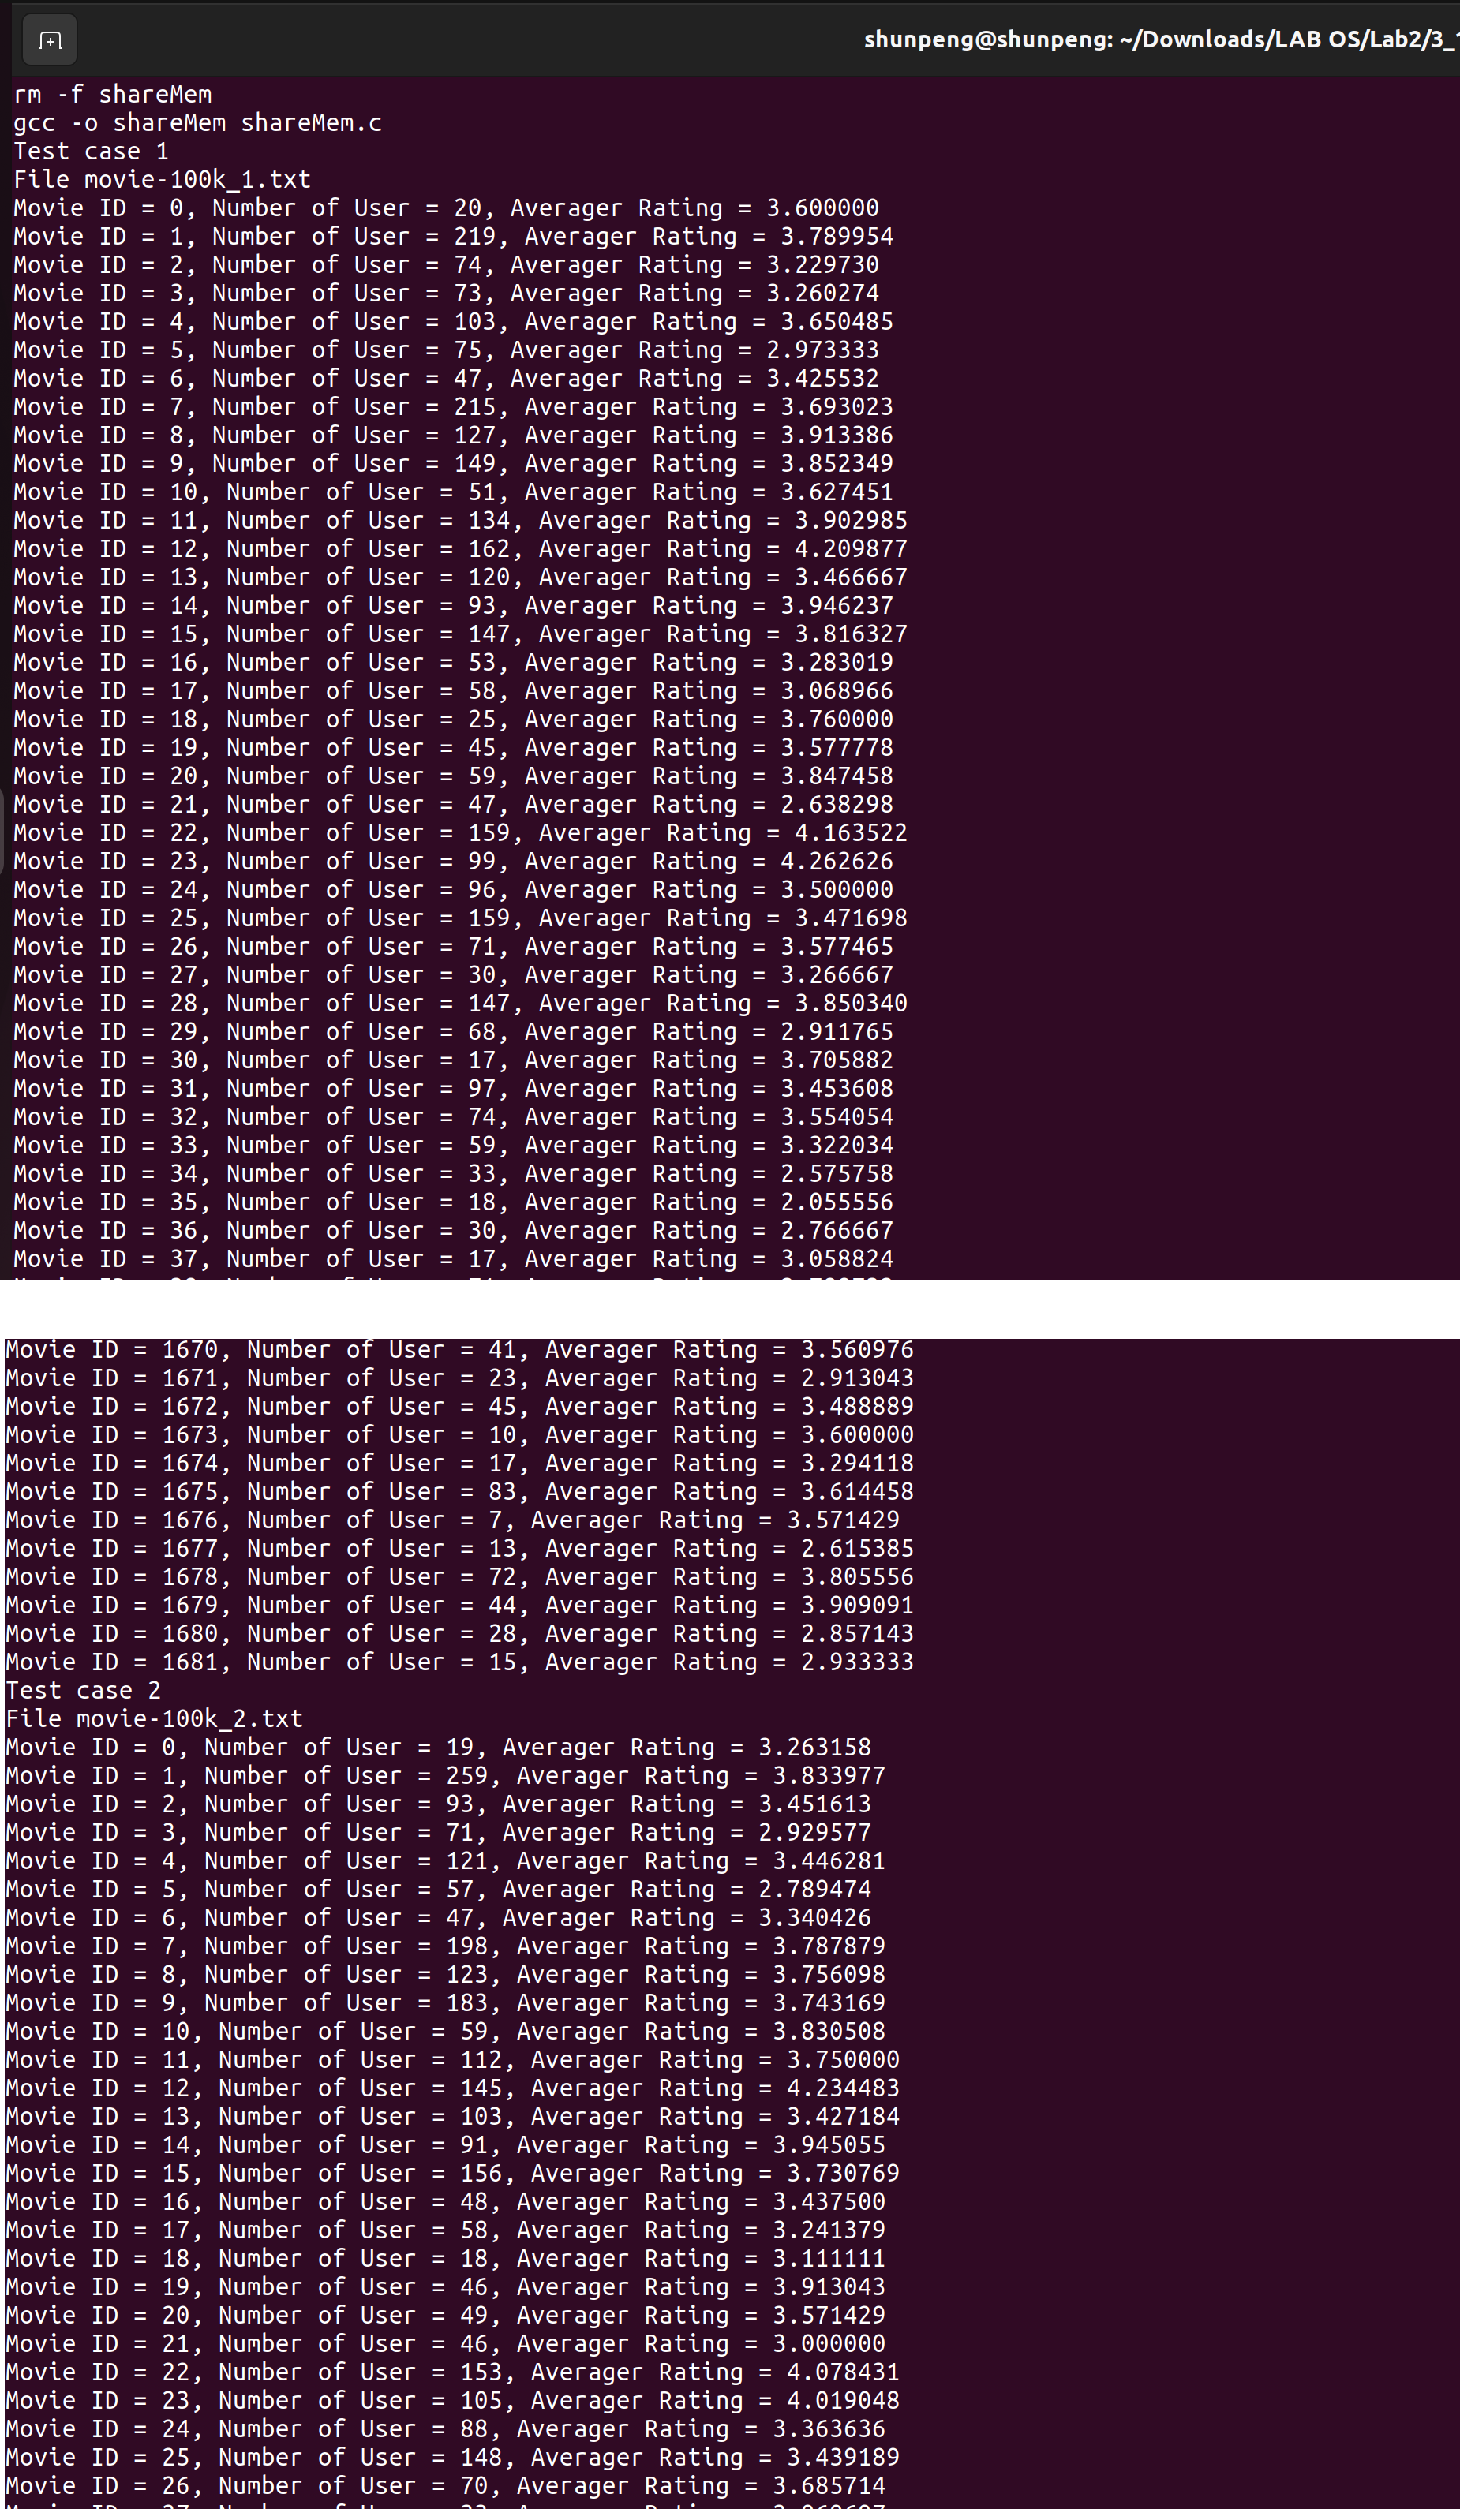 shunpeng@shunpeng: ~/Downloads/LAB OS/Lab2/3_1
rm -f shareMem
gcc -o shareMem shareMem.c
Test case 1
File movie-100k_1.txt
Movie ID = 0, Number of User = 20, Averager Rating = 3.600000
Movie ID = 1, Number of User = 219, Averager Rating = 3.789954
Movie ID = 2, Number of User = 74, Averager Rating = 3.229730
Movie ID = 3, Number of User = 73, Averager Rating = 3.260274
Movie ID = 4, Number of User = 103, Averager Rating = 3.650485
Movie ID = 5, Number of User = 75, Averager Rating = 2.973333
Movie ID = 6, Number of User = 47, Averager Rating = 3.425532
Movie ID = 7, Number of User = 215, Averager Rating = 3.693023
Movie ID = 8, Number of User = 127, Averager Rating = 3.913386
Movie ID = 9, Number of User = 149, Averager Rating = 3.852349
Movie ID = 10, Number of User = 51, Averager Rating = 3.627451
Movie ID = 11, Number of User = 134, Averager Rating = 3.902985
Movie ID = 12, Number of User = 162, Averager Rating = 4.209877
Movie ID = 13, Number of User = 120, Averager Rating = 3.466667
Movie ID = 14, Number of User = 93, Averager Rating = 3.946237
Movie ID = 15, Number of User = 147, Averager Rating = 3.816327
Movie ID = 16, Number of User = 53, Averager Rating = 3.283019
Movie ID = 17, Number of User = 58, Averager Rating = 3.068966
Movie ID = 18, Number of User = 25, Averager Rating = 3.760000
Movie ID = 19, Number of User = 45, Averager Rating = 3.577778
Movie ID = 20, Number of User = 59, Averager Rating = 3.847458
Movie ID = 21, Number of User = 47, Averager Rating = 2.638298
Movie ID = 22, Number of User = 159, Averager Rating = 4.163522
Movie ID = 23, Number of User = 99, Averager Rating = 4.262626
Movie ID = 24, Number of User = 96, Averager Rating = 3.500000
Movie ID = 25, Number of User = 159, Averager Rating = 3.471698
Movie ID = 26, Number of User = 71, Averager Rating = 3.577465
Movie ID = 27, Number of User = 30, Averager Rating = 3.266667
Movie ID = 28, Number of User = 147, Averager Rating = 3.850340
Movie ID = 29, Number of User = 68, Averager Rating = 2.911765
Movie ID = 30, Number of User = 17, Averager Rating = 3.705882
Movie ID = 31, Number of User = 97, Averager Rating = 3.453608
Movie ID = 32, Number of User = 74, Averager Rating = 3.554054
Movie ID = 33, Number of User = 59, Averager Rating = 3.322034
Movie ID = 34, Number of User = 33, Averager Rating = 2.575758
Movie ID = 35, Number of User = 18, Averager Rating = 2.055556
Movie ID = 36, Number of User = 30, Averager Rating = 2.766667
Movie ID = 37, Number of User = 17, Averager Rating = 3.058824
Movie ID = 1670, Number of User = 41, Averager Rating = 3.560976
Movie ID = 1671, Number of User = 23, Averager Rating = 2.913043
Movie ID = 1672, Number of User = 45, Averager Rating = 3.488889
Movie ID = 1673, Number of User = 10, Averager Rating = 3.600000
Movie ID = 1674, Number of User = 17, Averager Rating = 3.294118
Movie ID = 1675, Number of User = 83, Averager Rating = 3.614458
Movie ID = 1676, Number of User = 7, Averager Rating = 3.571429
Movie ID = 1677, Number of User = 13, Averager Rating = 2.615385
Movie ID = 1678, Number of User = 72, Averager Rating = 3.805556
Movie ID = 1679, Number of User = 44, Averager Rating = 3.909091
Movie ID = 1680, Number of User = 28, Averager Rating = 2.857143
Movie ID = 1681, Number of User = 15, Averager Rating = 2.933333
Test case 2
File movie-100k_2.txt
Movie ID = 0, Number of User = 19, Averager Rating = 3.263158
Movie ID = 1, Number of User = 259, Averager Rating = 3.833977
Movie ID = 2, Number of User = 93, Averager Rating = 3.451613
Movie ID = 3, Number of User = 71, Averager Rating = 2.929577
Movie ID = 4, Number of User = 121, Averager Rating = 3.446281
Movie ID = 5, Number of User = 57, Averager Rating = 2.789474
Movie ID = 6, Number of User = 47, Averager Rating = 3.340426
Movie ID = 7, Number of User = 198, Averager Rating = 3.787879
Movie ID = 8, Number of User = 123, Averager Rating = 3.756098
Movie ID = 9, Number of User = 183, Averager Rating = 3.743169
Movie ID = 10, Number of User = 59, Averager Rating = 3.830508
Movie ID = 11, Number of User = 112, Averager Rating = 3.750000
Movie ID = 12, Number of User = 145, Averager Rating = 4.234483
Movie ID = 13, Number of User = 103, Averager Rating = 3.427184
Movie ID = 14, Number of User = 91, Averager Rating = 3.945055
Movie ID = 15, Number of User = 156, Averager Rating = 3.730769
Movie ID = 16, Number of User = 48, Averager Rating = 3.437500
Movie ID = 17, Number of User = 58, Averager Rating = 3.241379
Movie ID = 18, Number of User = 18, Averager Rating = 3.111111
Movie ID = 19, Number of User = 46, Averager Rating = 3.913043
Movie ID = 20, Number of User = 49, Averager Rating = 3.571429
Movie ID = 21, Number of User = 46, Averager Rating = 3.000000
Movie ID = 22, Number of User = 153, Averager Rating = 4.078431
Movie ID = 23, Number of User = 105, Averager Rating = 4.019048
Movie ID = 24, Number of User = 88, Averager Rating = 3.363636
Movie ID = 25, Number of User = 148, Averager Rating = 3.439189
Movie ID = 26, Number of User = 70, Averager Rating = 3.685714